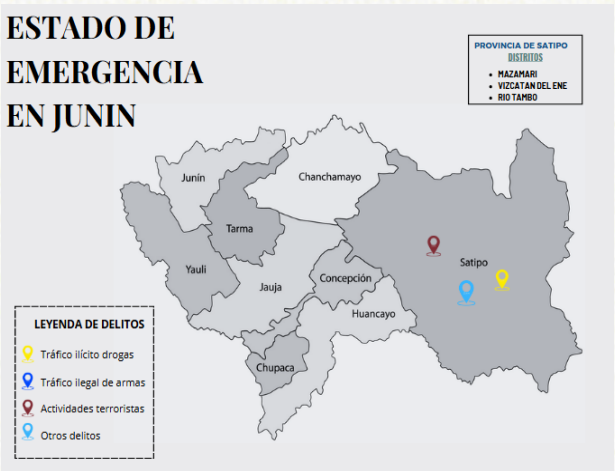 ESTADO DE
EMERGENCIA
EN JUNIN
PROVINCIA DE SATIPO
DISTRITOS
• MAZAMARI
• VIZCATAN DEL ENE
• RIO TAMBO
Junín
Chanchamayo
Tarma
Satipo
Yauli
Jauja
Concepción
Huancayo
Chupaca
LEYENDA DE DELITOS
Tráfico ilícito drogas
Tráfico ilegal de armas
Actividades terroristas
Otros delitos